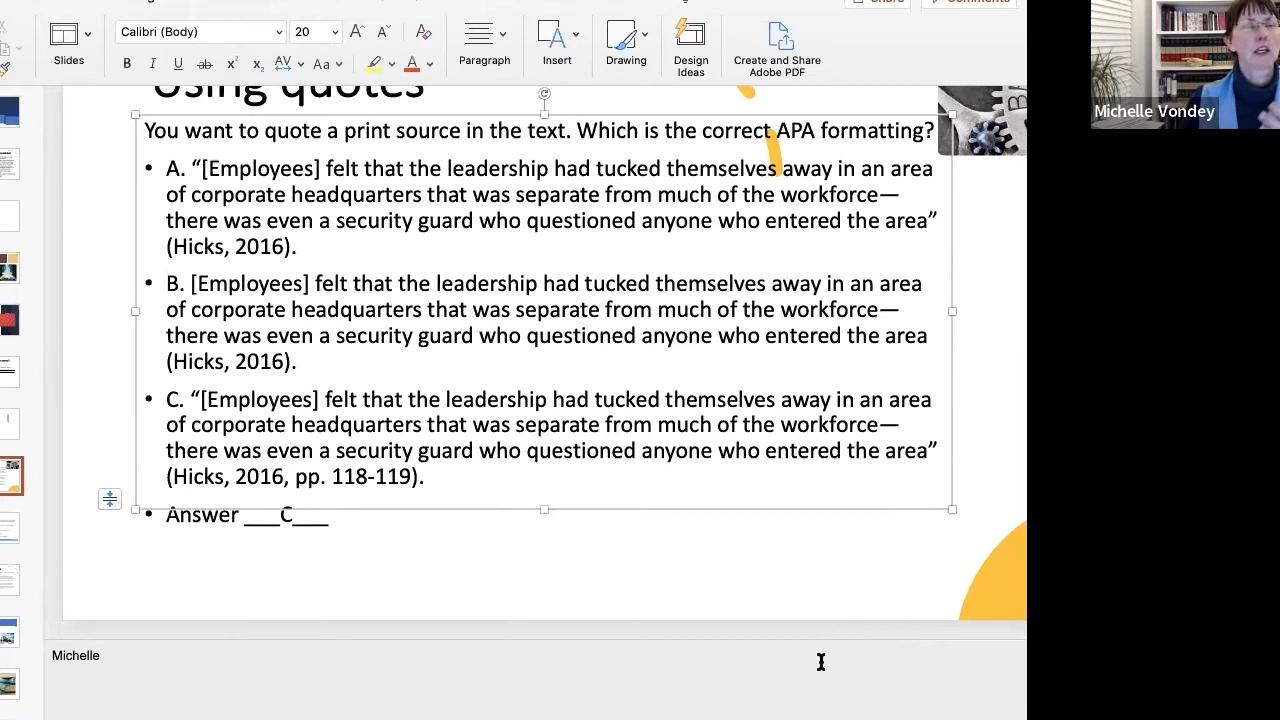 Share
Comments
Calibri (Body)
20
Slides
Paragraph
Insert
Drawing
Design
Ideas
Create and Share
Adobe PDF
Michelle Vondey
Using quotes
You want to quote a print source in the text. Which is the correct APA formatting?
• A. “[Employees] felt that the leadership had tucked themselves away in an area
of corporate headquarters that was separate from much of the workforce—
there was even a security guard who questioned anyone who entered the area”
(Hicks, 2016).
• B. [Employees] felt that the leadership had tucked themselves away in an area
of corporate headquarters that was separate from much of the workforce—
there was even a security guard who questioned anyone who entered the area
(Hicks, 2016).
• C. “[Employees] felt that the leadership had tucked themselves away in an area
of corporate headquarters that was separate from much of the workforce—
there was even a security guard who questioned anyone who entered the area”
(Hicks, 2016, pp. 118-119).
• Answer ___C___
Michelle